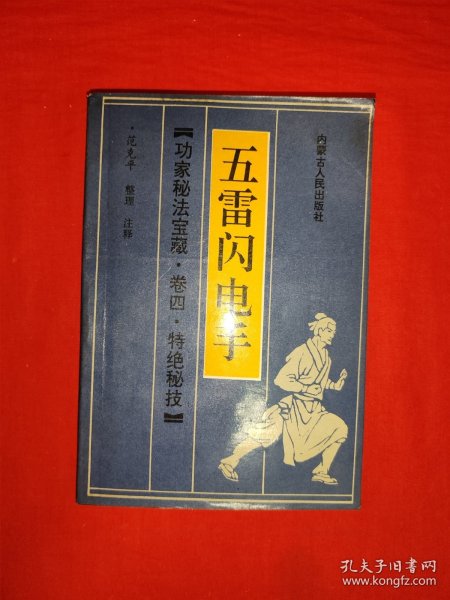 内蒙古人民出版社
五雷闪电手
【功家秘法宝藏·卷四·特绝秘技】
·范克平 整理 注释
孔夫子旧书网
www.kongfz.com